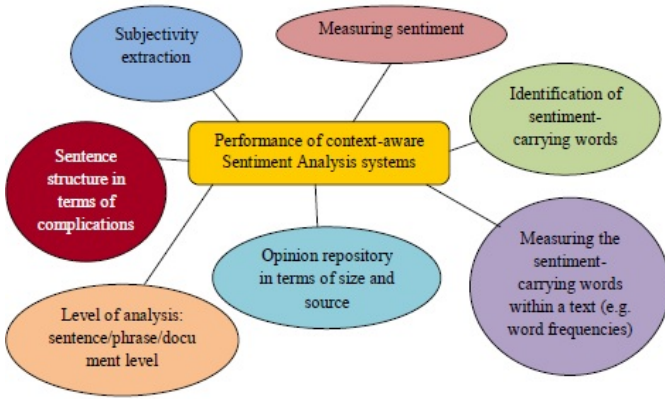 Subjectivity
extraction
Measuring sentiment
Identification of
sentiment-
carrying words
Performance of context-aware
Sentiment Analysis systems
Sentence
structure in
terms of
complications
Opinion repository
in terms of size and
source
Measuring the
sentiment-
carrying words
within a text (e.g.
word frequencies)
Level of analysis:
sentence/phrase/docu
ment level